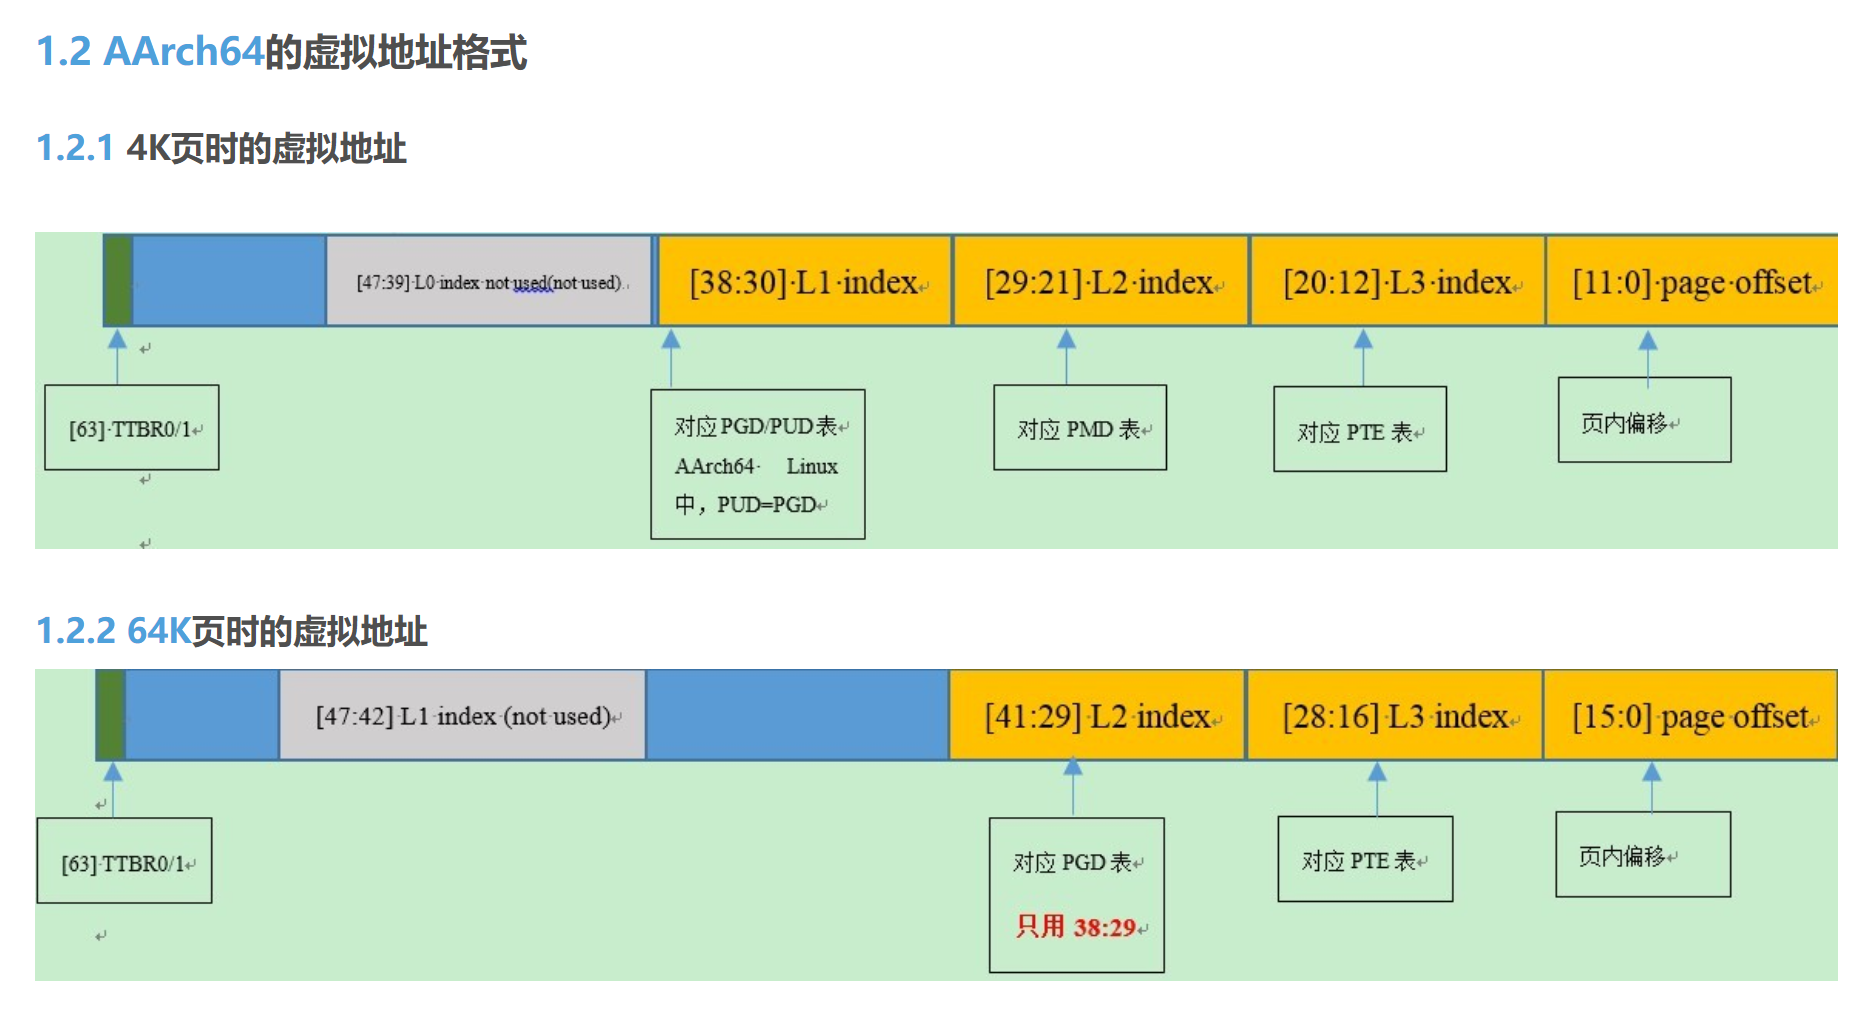 1.2 AArch64的虚拟地址格式
1.2.1 4K页时的虚拟地址
[47:39] L0 index not used(not used).
[38:30] L1 index
[29:21] L2 index
[20:12] L3 index
[11:0] page offset
[63] TTBR0/1
对应 PGD/PUD 表
AArch64 Linux
中，PUD=PGD
对应 PMD 表
对应 PTE 表
页内偏移
1.2.2 64K页时的虚拟地址
[47:42] L1 index (not used)
[41:29] L2 index
[28:16] L3 index
[15:0] page offset
[63] TTBR0/1
对应 PGD 表
只用 38:29
对应 PTE 表
页内偏移